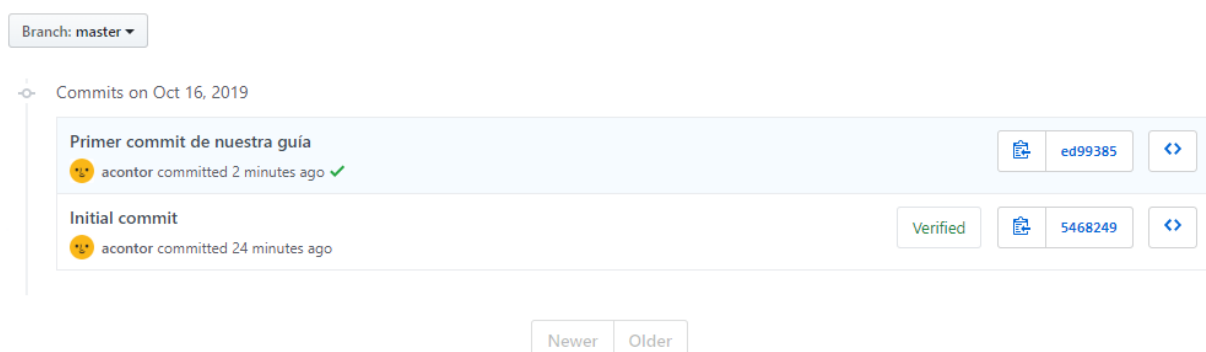 Branch: master
Commits on Oct 16, 2019
Primer commit de nuestra guía
ed99385
acontor committed 2 minutes ago
Initial commit
Verified
5468249
acontor committed 24 minutes ago
Newer Older